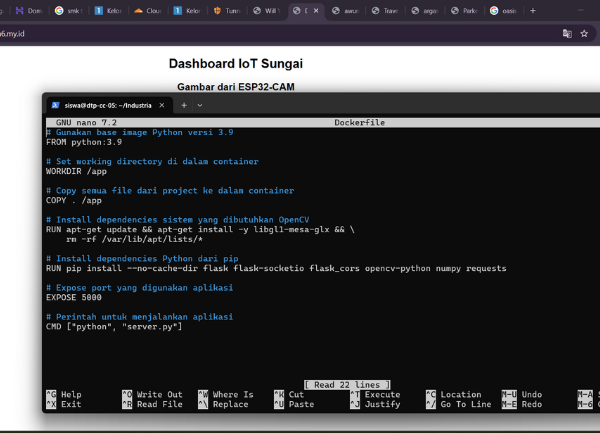 Dom
smk
Kelor
Clou
Kelor
Tunn
Will
awur
Trave
argo
Parke
oasis
6.my.id
Dashboard IoT Sungai
Gambar dari ESP32-CAM
siswa@dtp-cc-05: ~/Industria
GNU nano 7.2 Dockerfile
# Gunakan base image Python versi 3.9
FROM python:3.9
# Set working directory di dalam container
WORKDIR /app
# Copy semua file dari project ke dalam container
COPY . /app
# Install dependencies sistem yang dibutuhkan OpenCV
RUN apt-get update && apt-get install -y libgl1-mesa-glx && \
rm -rf /var/lib/apt/lists/*
# Install dependencies Python dari pip
RUN pip install --no-cache-dir flask flask-socketio flask_cors opencv-python numpy requests
# Expose port yang digunakan aplikasi
EXPOSE 5000
# Perintah untuk menjalankan aplikasi
CMD ["python", "server.py"]
[ Read 22 lines ]
^G Help ^O Write Out ^W Where Is ^K Cut ^T Execute ^C Location M-U Undo M-A
^X Exit ^R Read File ^\ Replace ^U Paste ^J Justify ^/ Go To Line M-E Redo M-6